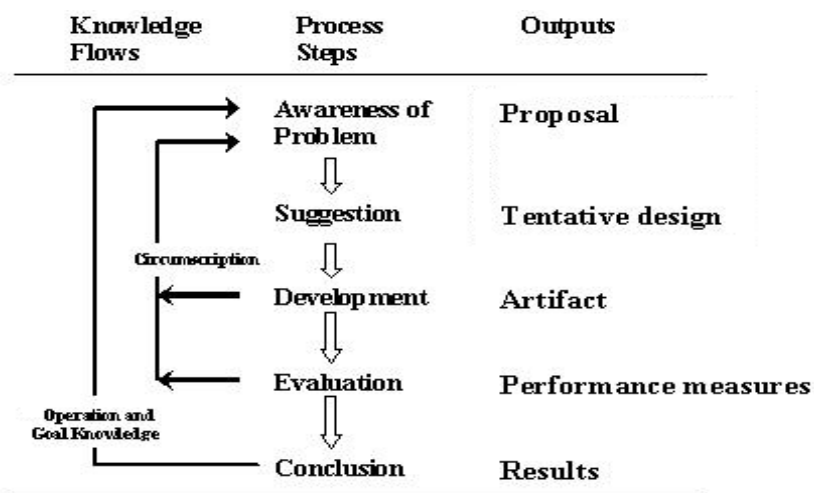 Knowledge Flows
Process Steps
Outputs
Awareness of Problem
Proposal
Suggestion
Tentative design
Circumscription
Development
Artifact
Evaluation
Performance measures
Operation and
Goal Knowledge
Conclusion
Results